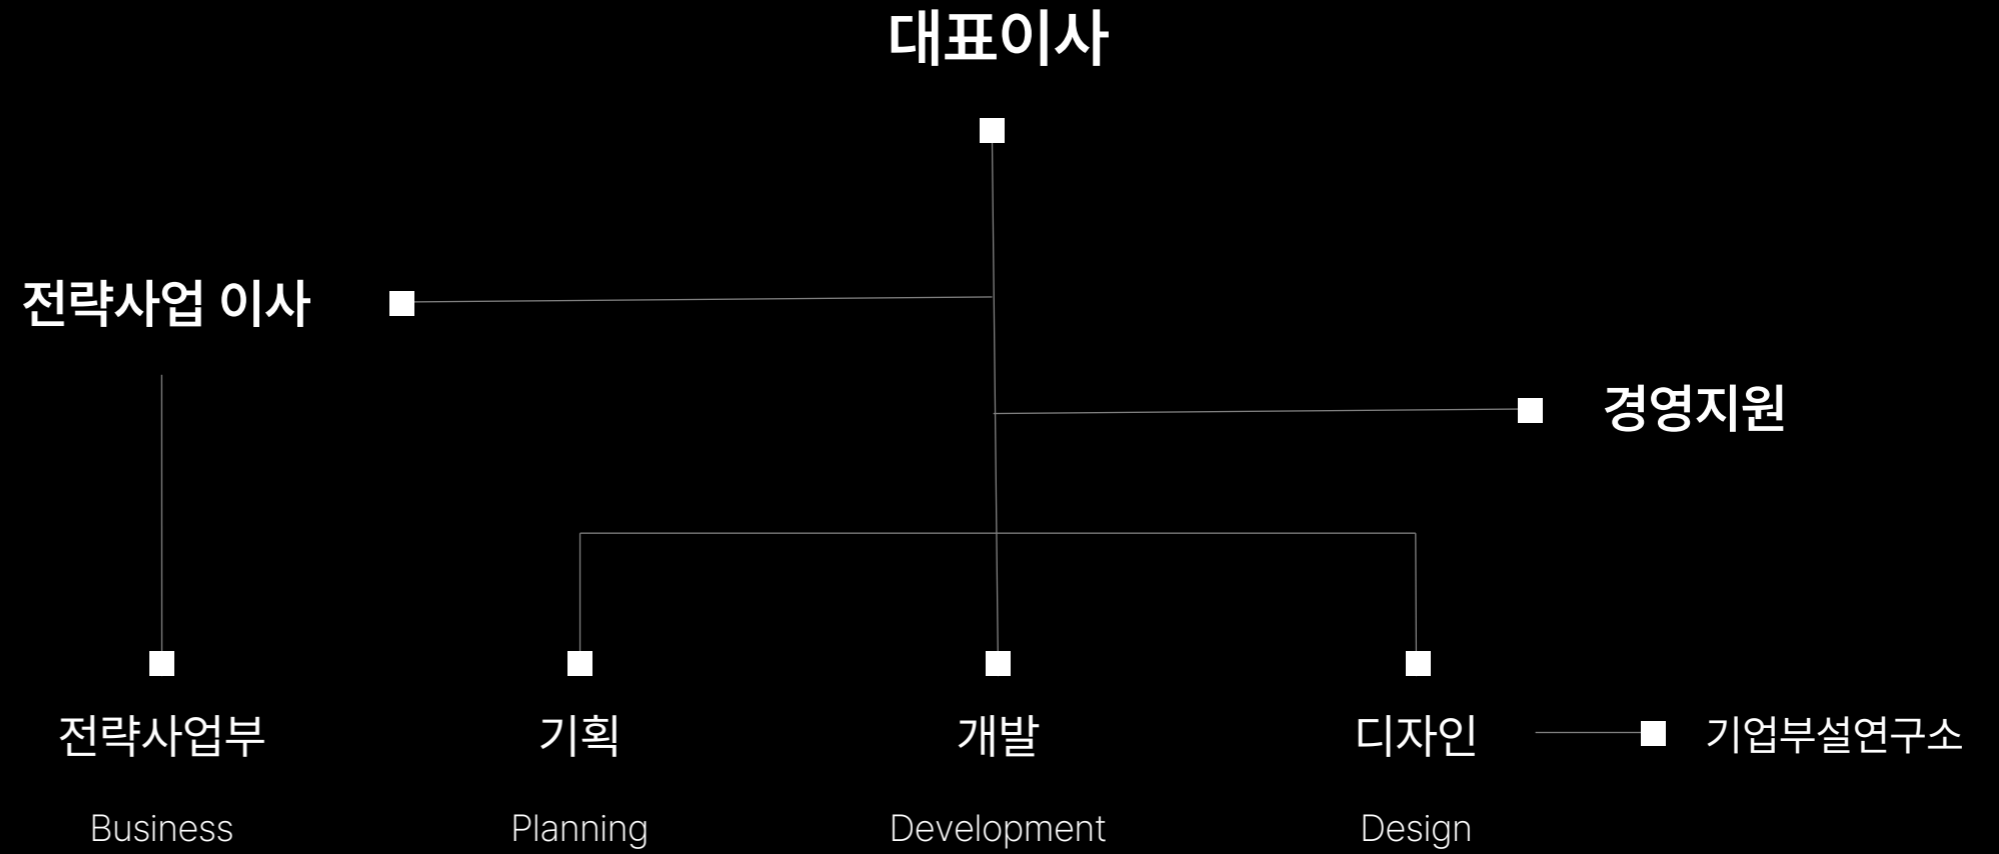 대표이사
전략사업 이사
경영지원
전략사업부
기획
개발
디자인
기업부설연구소
Business
Planning
Development
Design